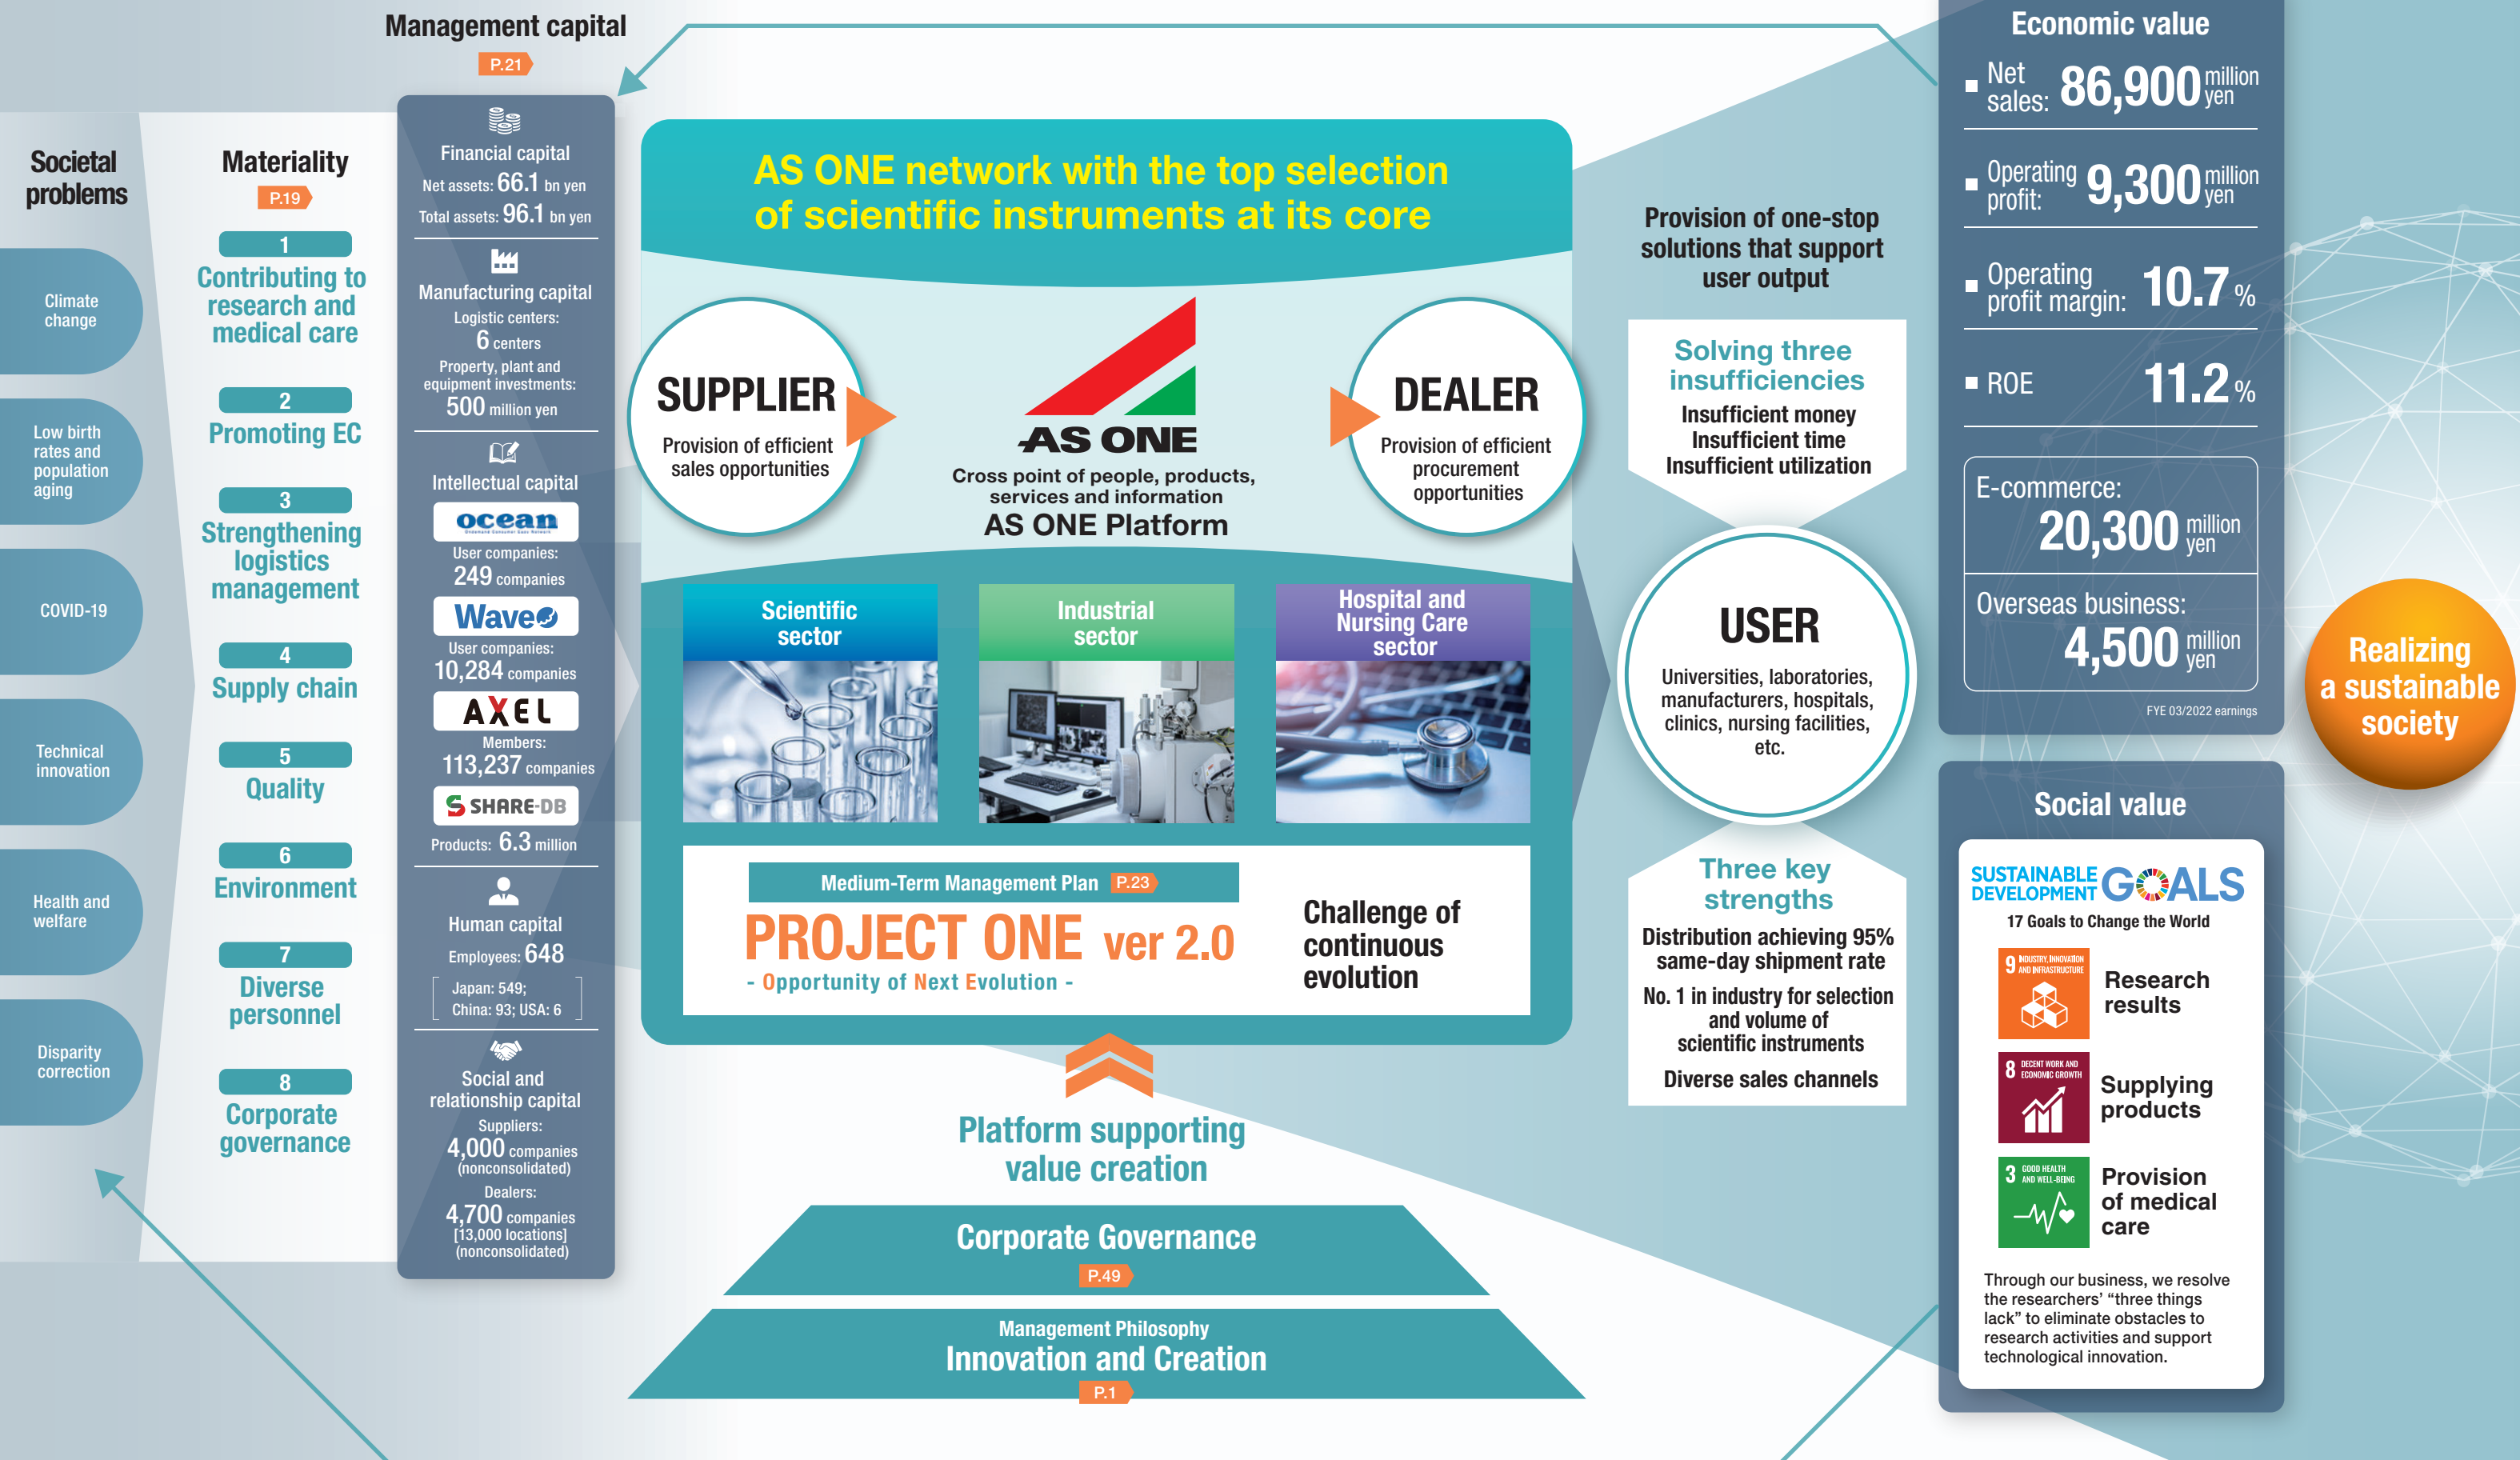 Societal
problems
Climate
change
Low birth
rates and
population
aging
COVID-19
Technical
innovation
Health and
welfare
Disparity
correction
Materiality
P.19
1
Contributing to
research and
medical care
2
Promoting EC
3
Strengthening
logistics
management
4
Supply chain
5
Quality
6
Environment
7
Diverse
personnel
8
Corporate
governance
Management capital
P.21
Financial capital
Net assets: 66.1 bn yen
Total assets: 96.1 bn yen
Manufacturing capital
Logistic centers:
6 centers
Property, plant and
equipment investments:
500 million yen
Intellectual capital
ocean
User companies:
249 companies
Wave
User companies:
10,284 companies
AXEL
Members:
113,237 companies
SHARE-DB
Products: 6.3 million
Human capital
Employees: 648
Japan: 549;
China: 93; USA: 6
Social and
relationship capital
Suppliers:
4,000 companies
(nonconsolidated)
Dealers:
4,700 companies
[13,000 locations]
(nonconsolidated)
AS ONE network with the top selection
of scientific instruments at its core
SUPPLIER
Provision of efficient
sales opportunities
AS ONE
Cross point of people, products,
services and information
AS ONE Platform
DEALER
Provision of efficient
procurement
opportunities
Scientific
sector
Industrial
sector
Hospital and
Nursing Care
sector
Medium-Term Management Plan P.23
PROJECT ONE ver 2.0
- Opportunity of Next Evolution -
Challenge of
continuous
evolution
Platform supporting
value creation
Corporate Governance
P.49
Management Philosophy
Innovation and Creation
P.1
Provision of one-stop
solutions that support
user output
Solving three
insufficiencies
Insufficient money
Insufficient time
Insufficient utilization
USER
Universities, laboratories,
manufacturers, hospitals,
clinics, nursing facilities,
etc.
Three key
strengths
Distribution achieving 95%
same-day shipment rate
No. 1 in industry for selection
and volume of
scientific instruments
Diverse sales channels
Economic value
Net
sales: 86,900 million
yen
Operating
profit: 9,300 million
yen
Operating
profit margin: 10.7 %
ROE 11.2 %
E-commerce:
20,300 million
yen
Overseas business:
4,500 million
yen
FYE 03/2022 earnings
Social value
SUSTAINABLE
DEVELOPMENT GOALS
17 Goals to Change the World
9 INDUSTRY, INNOVATION
AND INFRASTRUCTURE
Research
results
8 DECENT WORK AND
ECONOMIC GROWTH
Supplying
products
3 GOOD HEALTH
AND WELL-BEING
Provision
of medical
care
Through our business, we resolve
the researchers' “three things
lack” to eliminate obstacles to
research activities and support
technological innovation.
Realizing
a sustainable
society